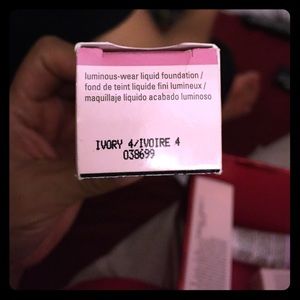 luminous-wear liquid foundation /
fond de teint liquide fini lumineux /
maquillaje líquido acabado luminoso
IVORY 4/IVOIRE 4
038699